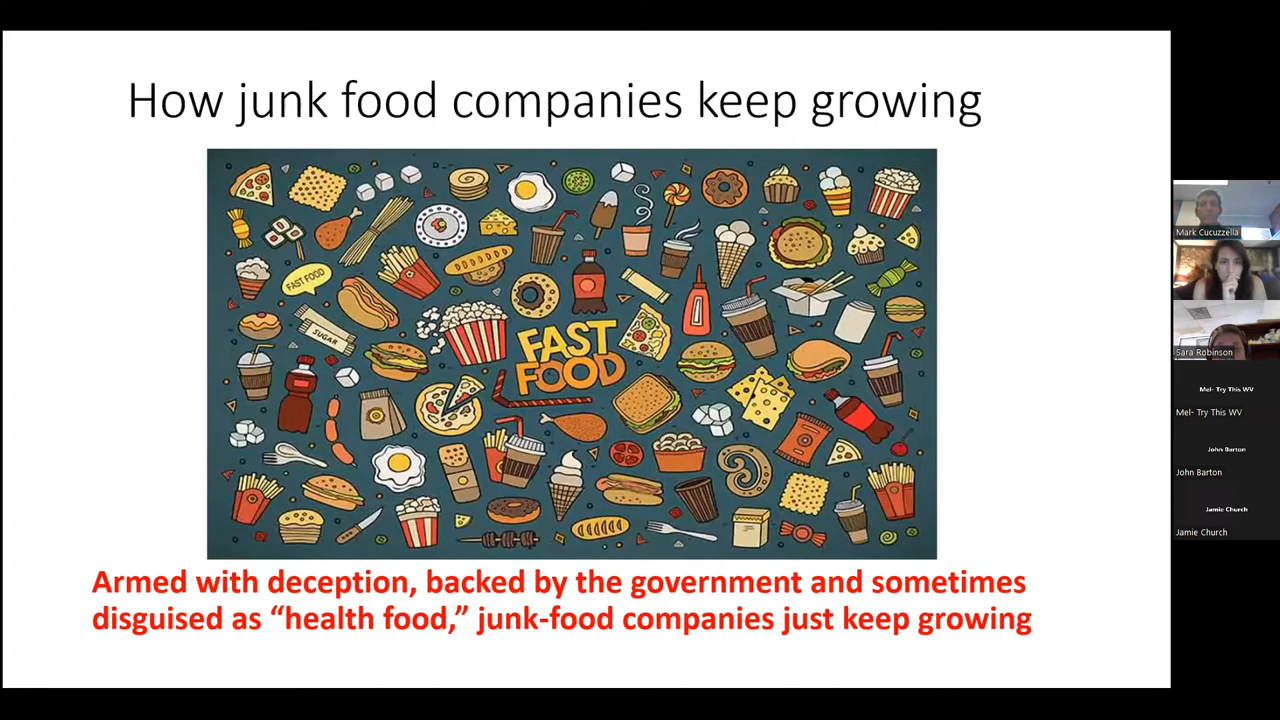 How junk food companies keep growing
FAST FOOD
SUGAR
FAST
FOOD
Armed with deception, backed by the government and sometimes
disguised as “health food,” junk-food companies just keep growing
Mark Cucuzzella
Sara Robinson
Mel- Try This WV
Mel- Try This WV
John Barton
John Barton
Jamie Church
Jamie Church